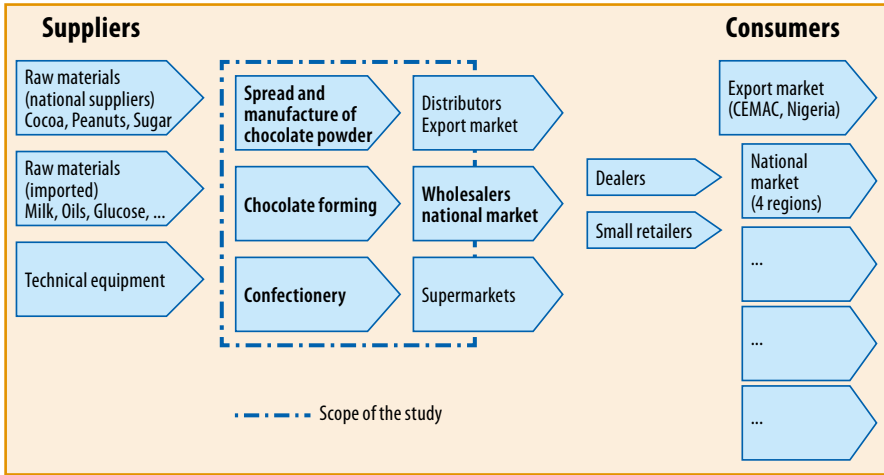 Suppliers
Consumers
Raw materials
(national suppliers)
Cocoa, Peanuts, Sugar
Raw materials
(imported)
Milk, Oils, Glucose, ...
Technical equipment
Spread and
manufacture of
chocolate powder
Chocolate forming
Confectionery
Distributors
Export market
Wholesalers
national market
Supermarkets
Dealers
Small retailers
Export market
(CEMAC, Nigeria)
National
market
(4 regions)
...
...
...
Scope of the study